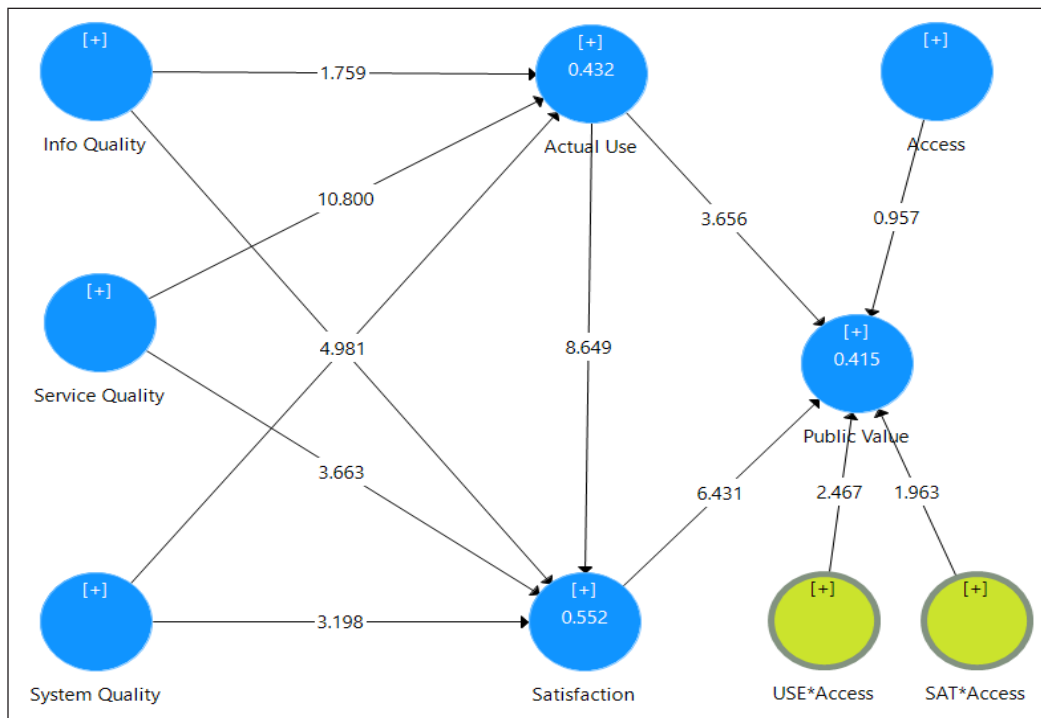 [+]
[+]
0.432
[+]
1.759
Info Quality
Actual Use
Access
10.800
3.656
0.957
[+]
Service Quality
4.981
8.649
[+]
0.415
Public Value
3.663
6.431
2.467
1.963
[+]
System Quality
3.198
[+]
0.552
Satisfaction
[+]
USE*Access
[+]
SAT*Access